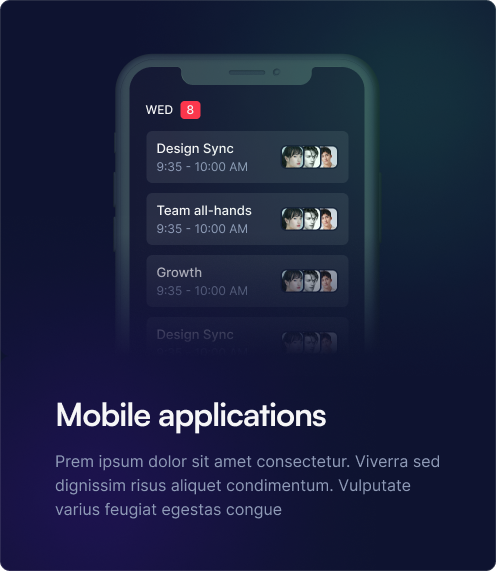 WED 8
Design Sync
9:35 - 10:00 AM
Team all-hands
9:35 - 10:00 AM
Growth
9:35 - 10:00 AM
Design Sync
Mobile applications
Prem ipsum dolor sit amet consectetur. Viverra sed
dignissim risus aliquet condimentum. Vulputate
varius feugiat egestas congue